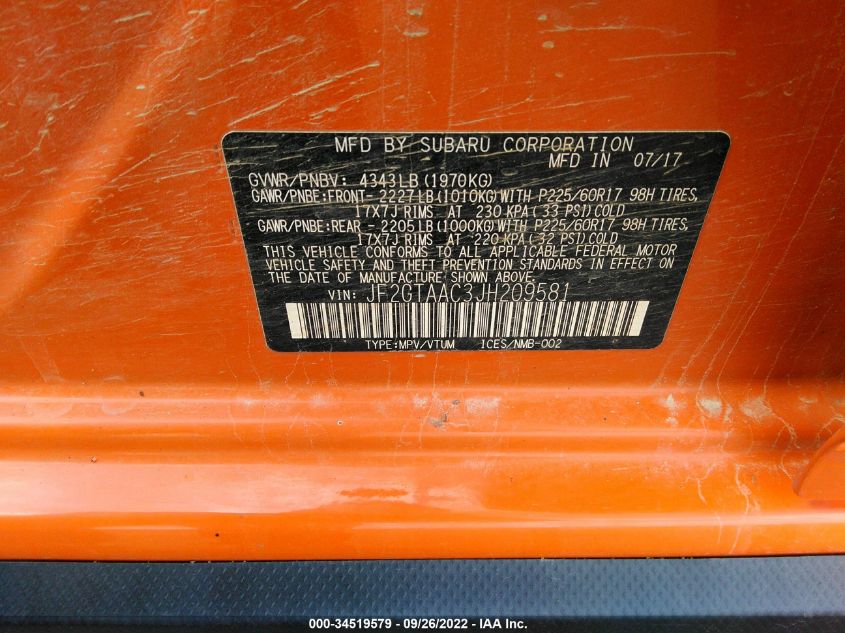 MFD BY SUBARU CORPORATION
MFD IN 07/17
GVWR/PNBV: 4343LB(1970KG)
GAWR/PNBE:FRONT- 2227LB(1010KG)WITH P225/60R17 98H TIRES,
17X7J RIMS AT 230 KPA(33 PSI)COLD
GAWR/PNBE:REAR - 2205LB(1000KG)WITH P225/60R17 98H TIRES,
17X7J RIMS AT 220 KPA(32 PSI)COLD
THIS VEHICLE CONFORMS TO ALL APPLICABLE FEDERAL MOTOR
VEHICLE SAFETY AND THEFT PREVENTION STANDARDS IN EFFECT ON
THE DATE OF MANUFACTURE SHOWN ABOVE.
VIN: JF2GTAAC3JH209581
TYPE:MPV/VTUM ICES/NMB-002
000-34519579 - 09/26/2022 - IAA Inc.